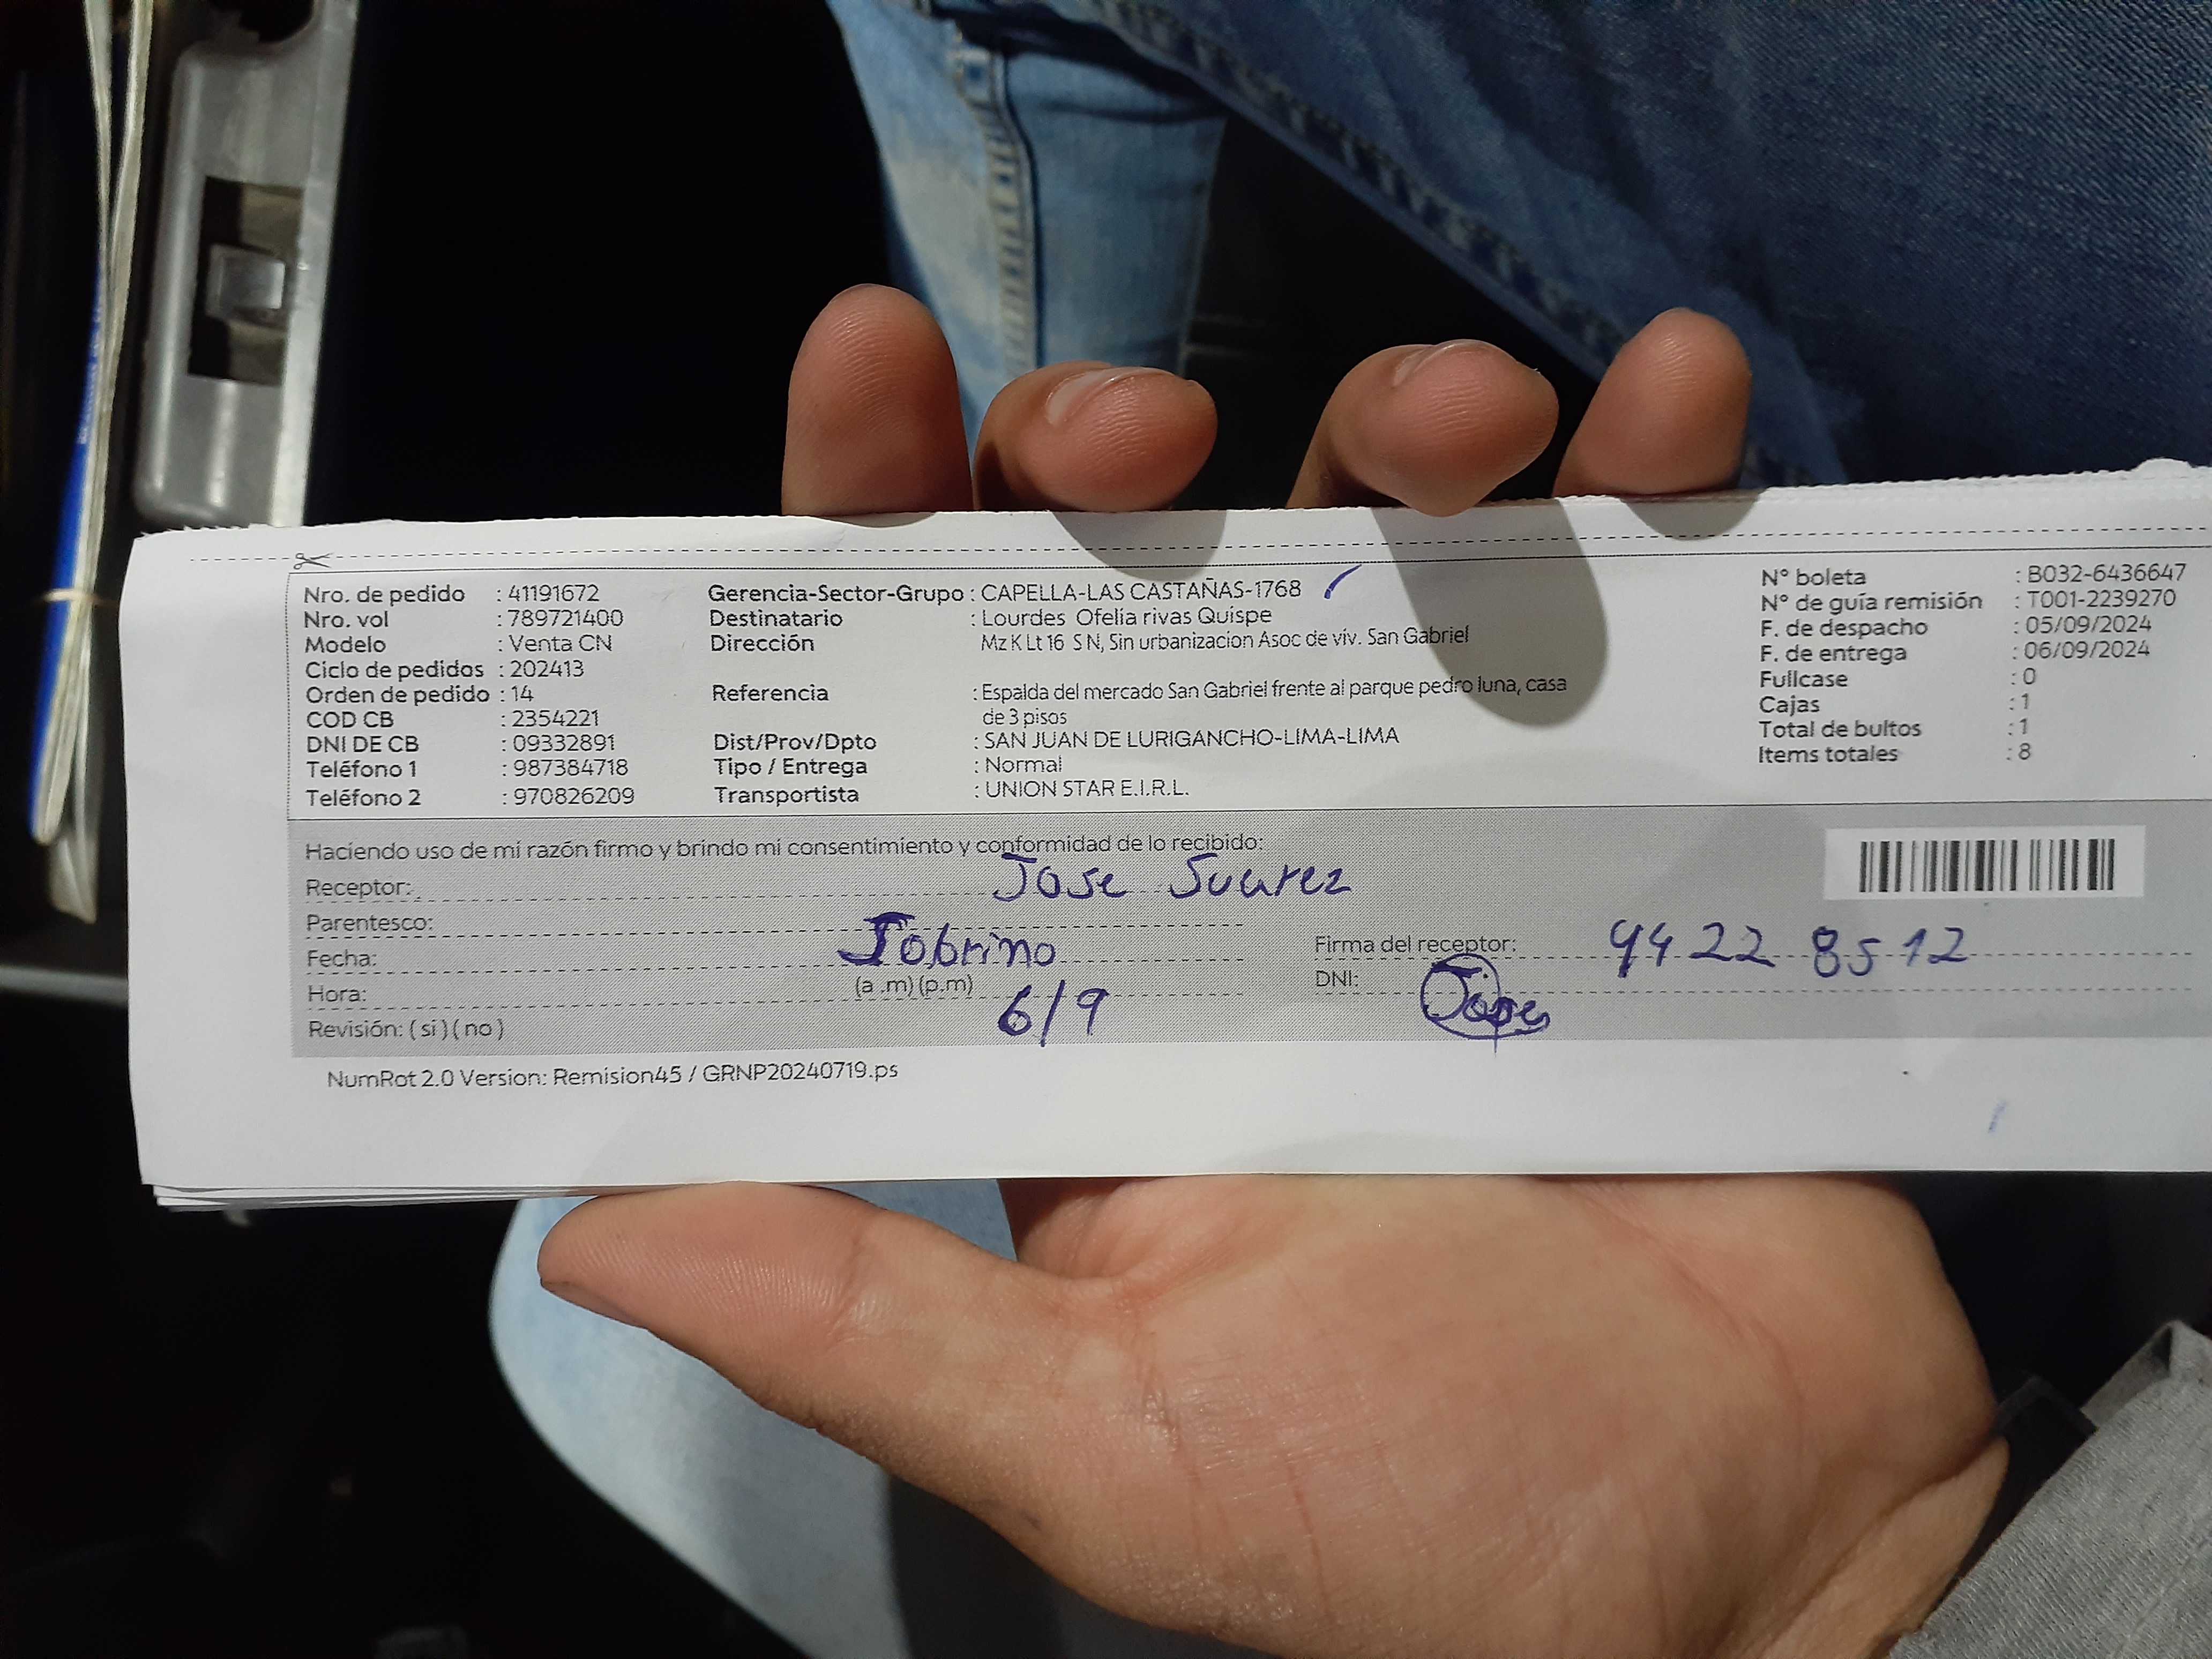 Nro. de pedido : 41191672
Nro. vol : 789721400
Modelo : Venta CN
Ciclo de pedidos : 202413
Orden de pedido : 14
COD CB : 2354221
DNI DE CB : 09332891
Teléfono 1 : 987384718
Teléfono 2 : 970826209
Gerencia-Sector-Grupo : CAPELLA-LAS CASTAÑAS-1768
Destinatario : Lourdes Ofelia rivas Quispe
Dirección Mz K Lt 16 S N, Sin urbanizacion Asoc de viv. San Gabriel
Referencia : Espalda del mercado San Gabriel frente al parque pedro luna, casa
de 3 pisos
Dist/Prov/Dpto : SAN JUAN DE LURIGANCHO-LIMA-LIMA
Tipo / Entrega : Normal
Transportista : UNION STAR E.I.R.L.
N° boleta : B032-6436647
N° de guía remisión : T001-2239270
F. de despacho : 05/09/2024
F. de entrega : 06/09/2024
Fullcase : 0
Cajas : 1
Total de bultos : 1
Items totales : 8
Haciendo uso de mi razón firmo y brindo mi consentimiento y conformidad de lo recibido:
Receptor: Jose Suarez
Parentesco:
Fecha: Sobrino
Hora: (a .m) (p.m)
6/9
Revisión: ( si ) ( no )
Firma del receptor: 9422 8512
DNI: Jose
NumRot 2.0 Version: Remision45 / GRNP20240719.ps